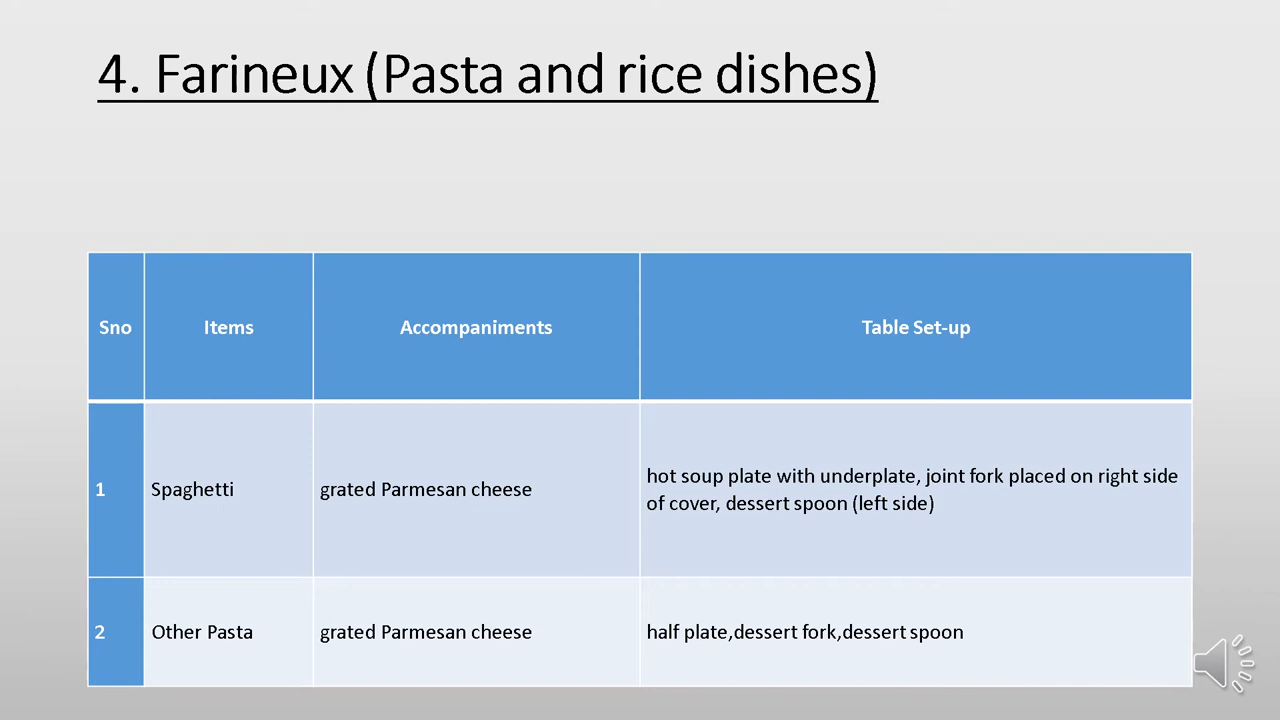 4. Farineux (Pasta and rice dishes)
Sno Items Accompaniments Table Set-up
1 Spaghetti grated Parmesan cheese hot soup plate with underplate, joint fork placed on right side
of cover, dessert spoon (left side)
2 Other Pasta grated Parmesan cheese half plate,dessert fork,dessert spoon